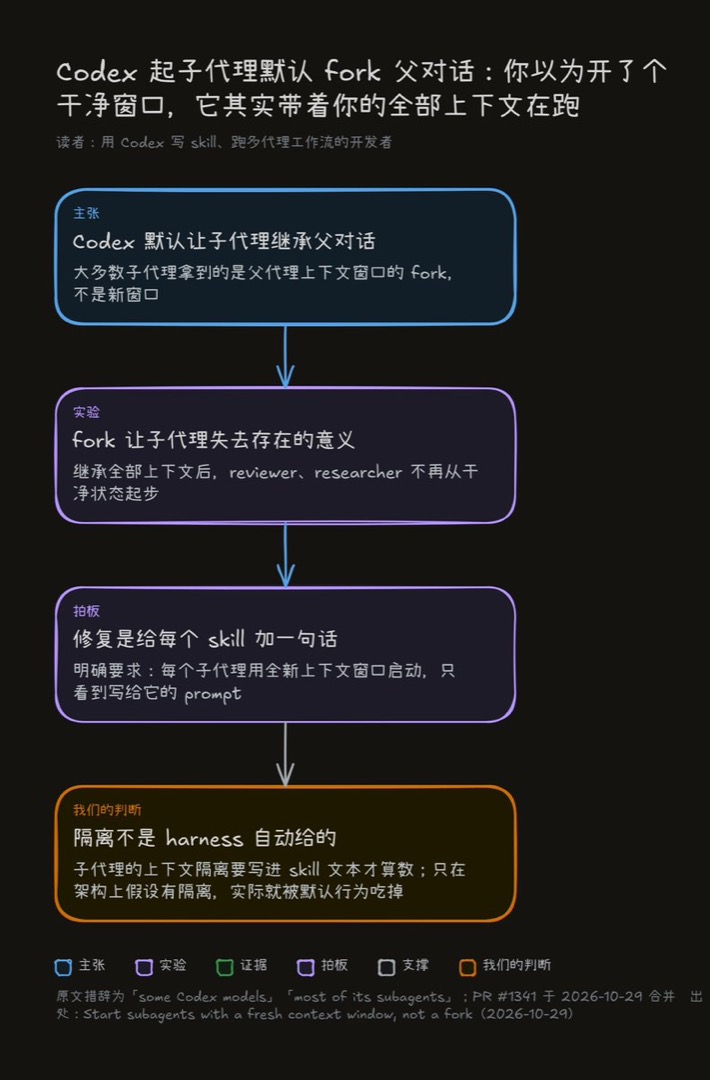 Codex 起子代理默认 fork 父对话：你以为开了个
干净窗口，它其实带着你的全部上下文在跑
读者：用 Codex 写 skill、跑多代理工作流的开发者
主张
Codex 默认让子代理继承父对话
大多数子代理拿到的是父代理上下文窗口的 fork，
不是新窗口
实验
fork 让子代理失去存在的意义
继承全部上下文后，reviewer、researcher 不再从干
净状态起步
拍板
修复是给每个 skill 加一句话
明确要求：每个子代理用全新上下文窗口启动，只
看到写给它的 prompt
我们的判断
隔离不是 harness 自动给的
子代理的上下文隔离要写进 skill 文本才算数；只在
架构上假设有隔离，实际就被默认行为吃掉
主张 实验 证据 拍板 支撑 我们的判断
原文措辞为「some Codex models」「most of its subagents」；PR #1341 于 2026-10-29 合并 出
处：Start subagents with a fresh context window, not a fork（2026-10-29）